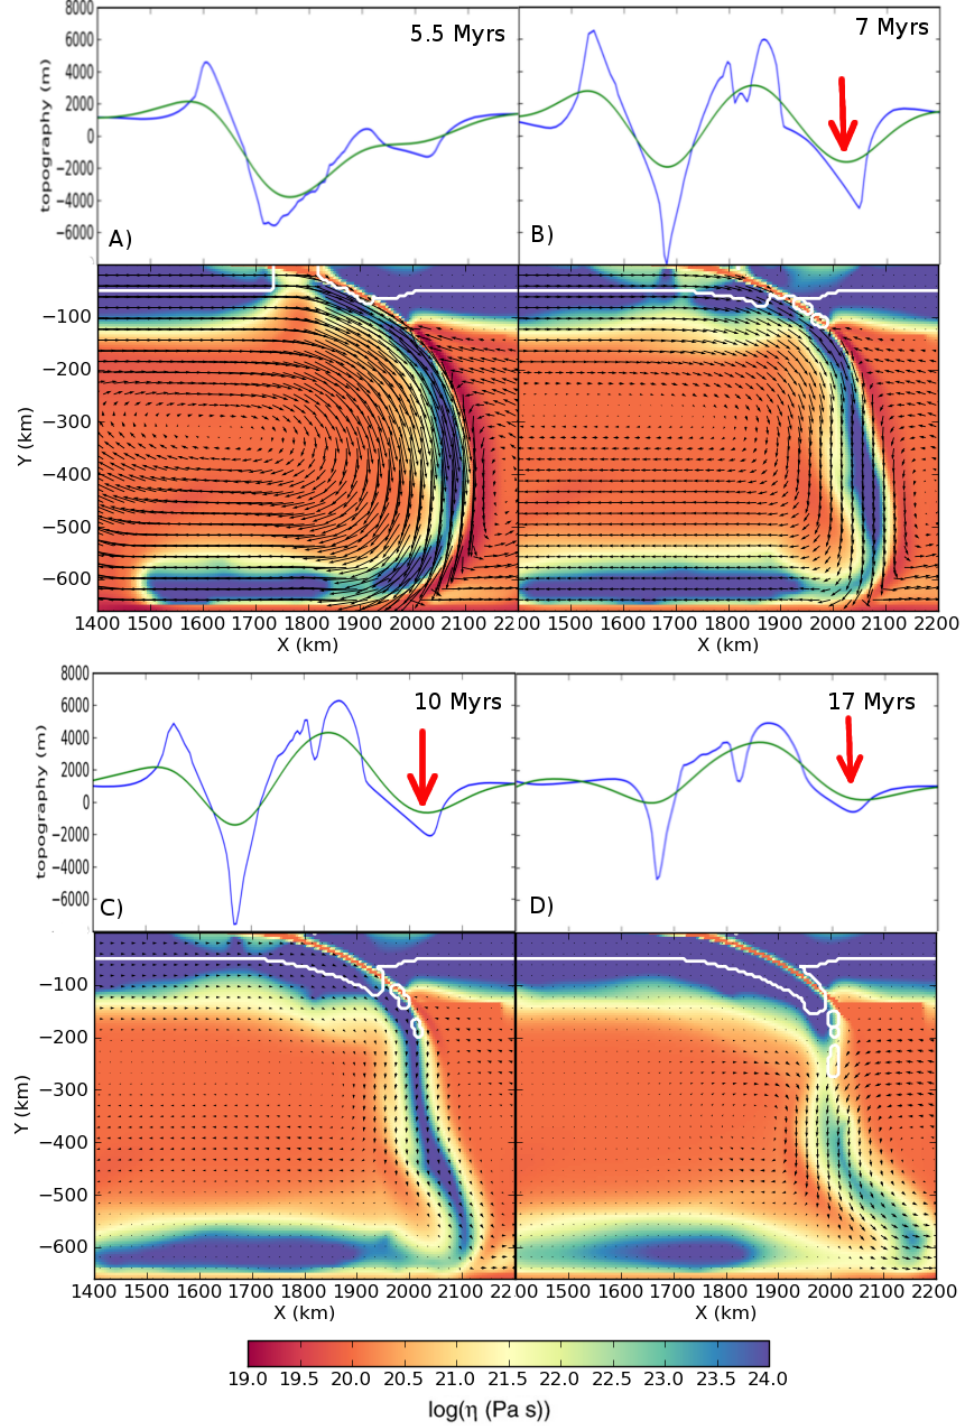 8000
6000
4000
2000
0
−2000
−4000
−6000
topography (m)
5.5 Myrs
A)
7 Myrs
B)
−100
−200
−300
−400
−500
−600
Y (km)
1400 1500 1600 1700 1800 1900 2000 2100 22
X (km)
1400 1500 1600 1700 1800 1900 2000 2100 2200
X (km)
8000
6000
4000
2000
0
−2000
−4000
−6000
topography (m)
10 Myrs
C)
17 Myrs
D)
−100
−200
−300
−400
−500
−600
Y (km)
1400 1500 1600 1700 1800 1900 2000 2100 22
X (km)
1400 1500 1600 1700 1800 1900 2000 2100 2200
X (km)
19.0 19.5 20.0 20.5 21.0 21.5 22.0 22.5 23.0 23.5 24.0
log(η (Pa s))